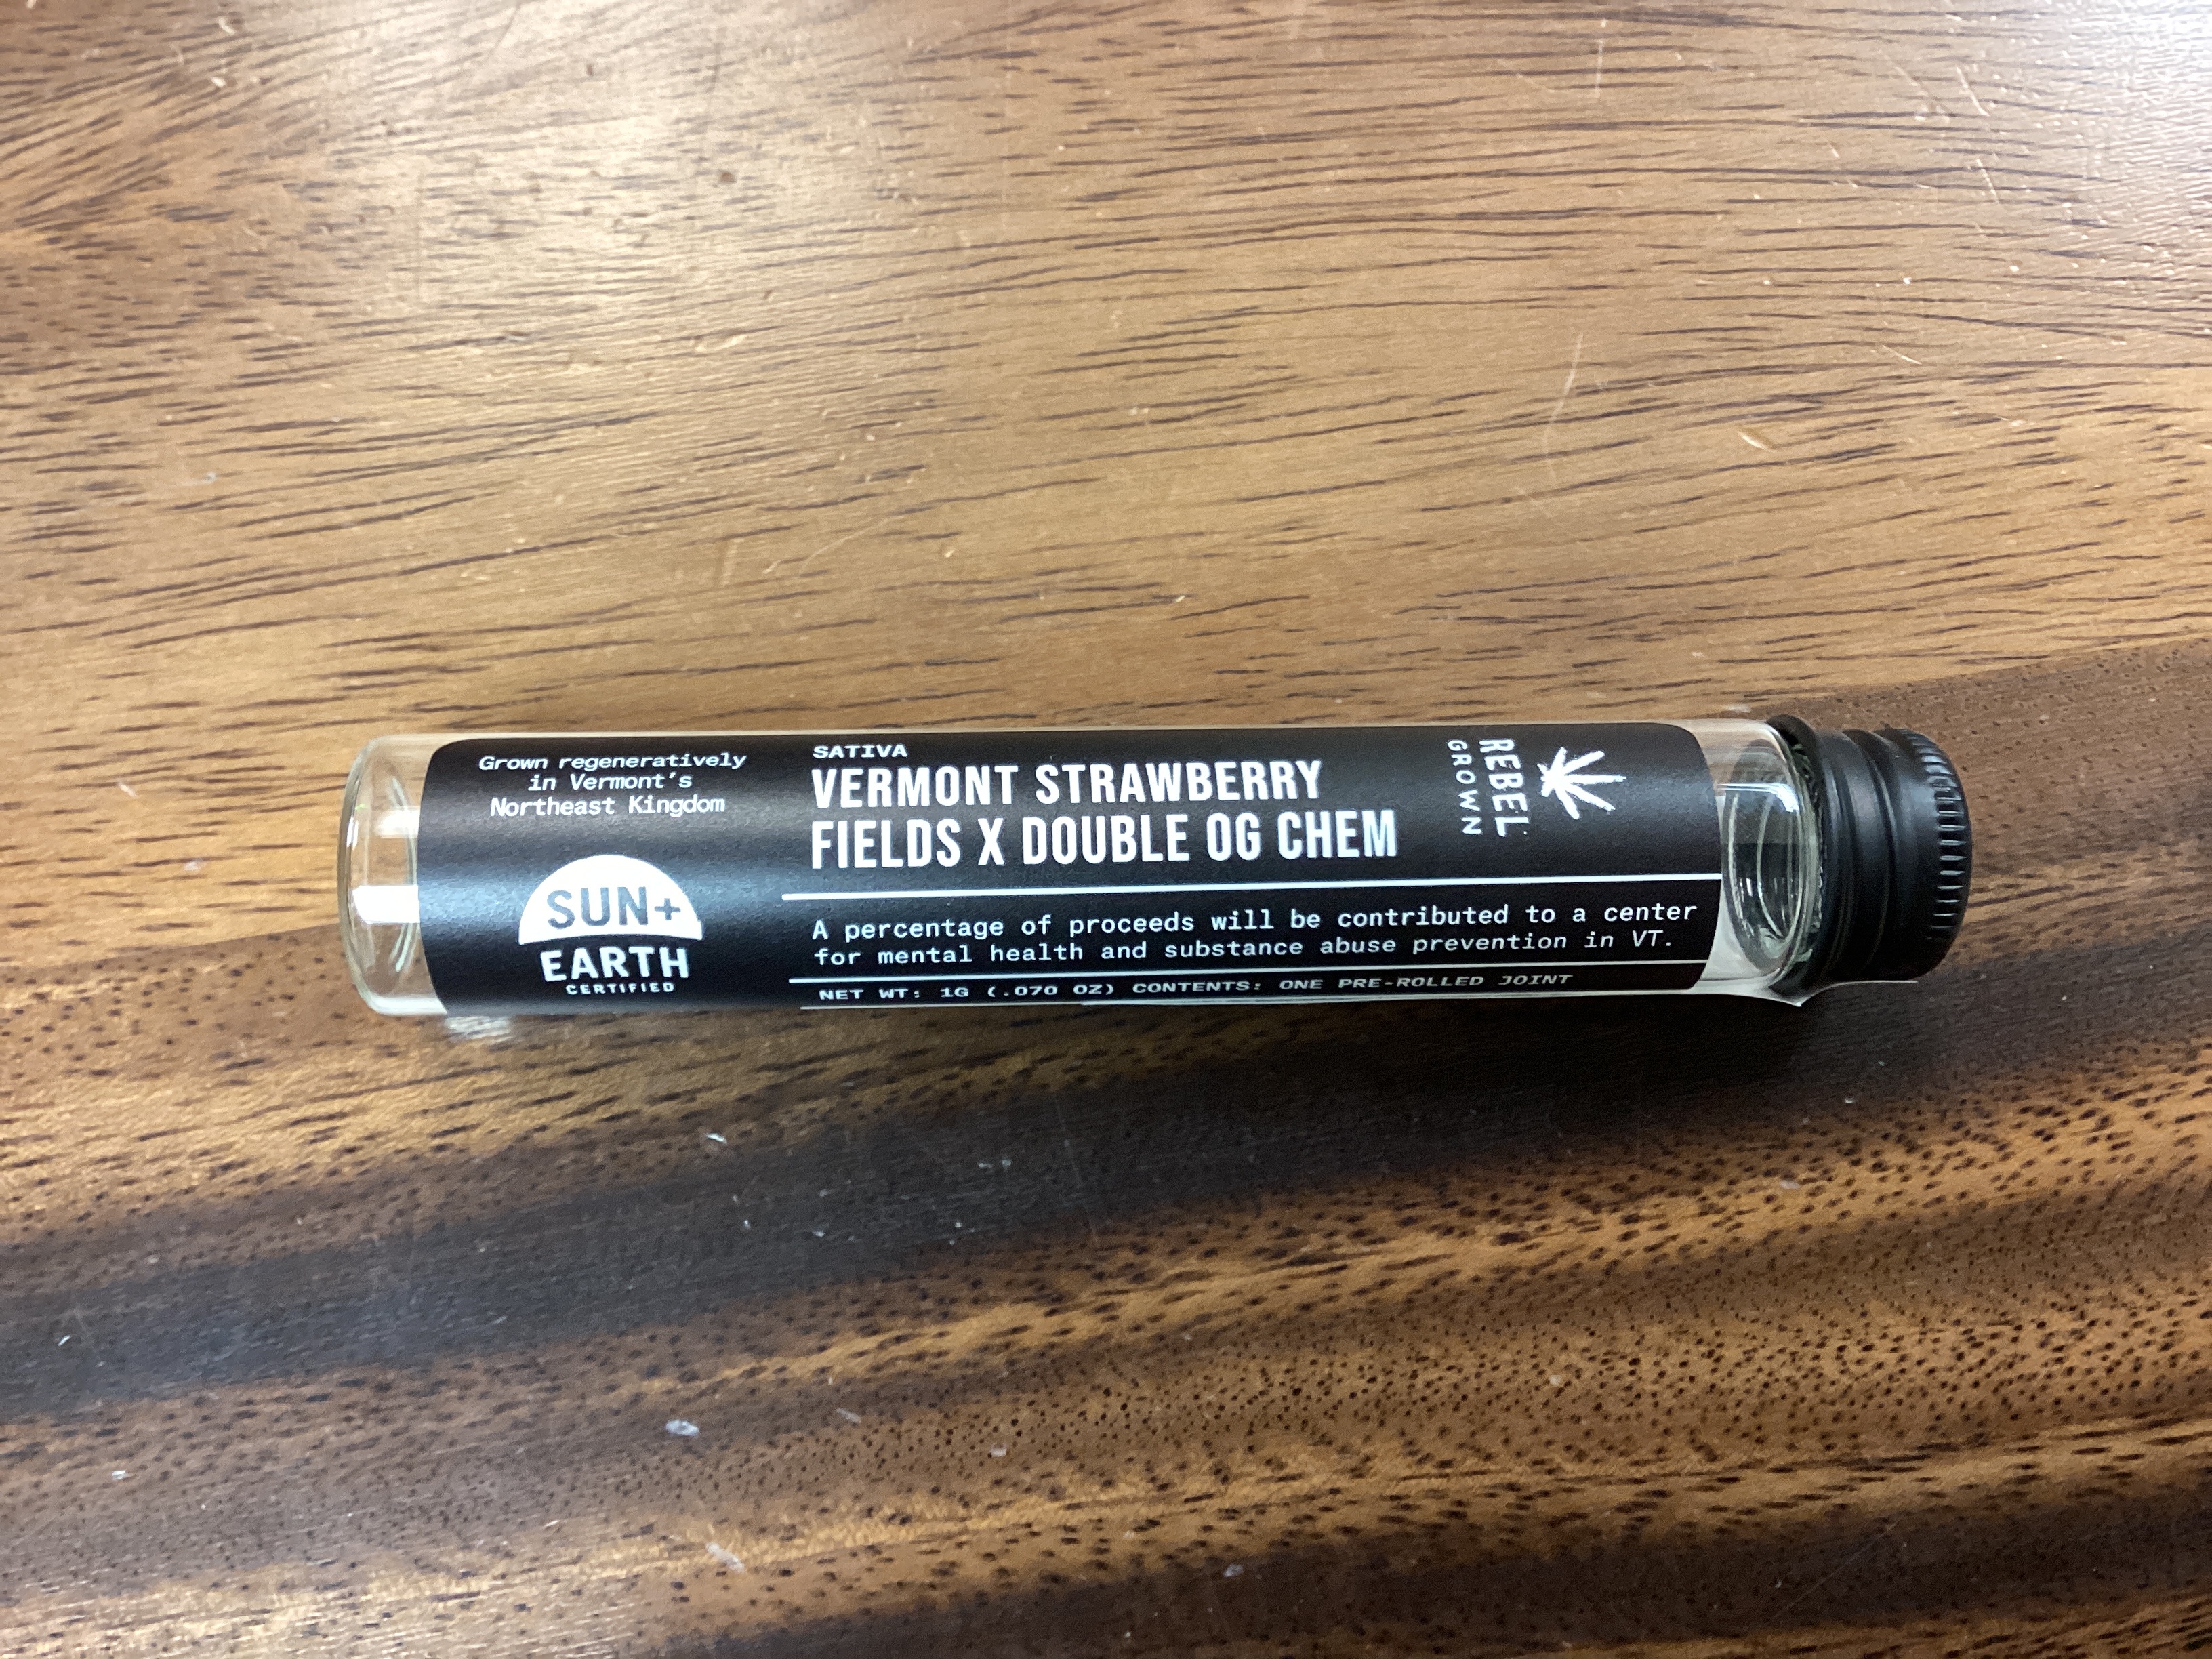 Grown regeneratively
in Vermont's
Northeast Kingdom
SUN+
EARTH
CERTIFIED
SATIVA
VERMONT STRAWBERRY
FIELDS X DOUBLE OG CHEM
REBEL
GROWN
A percentage of proceeds will be contributed to a center
for mental health and substance abuse prevention in VT.
NET WT: 1G (.070 OZ) CONTENTS: ONE PRE-ROLLED JOINT